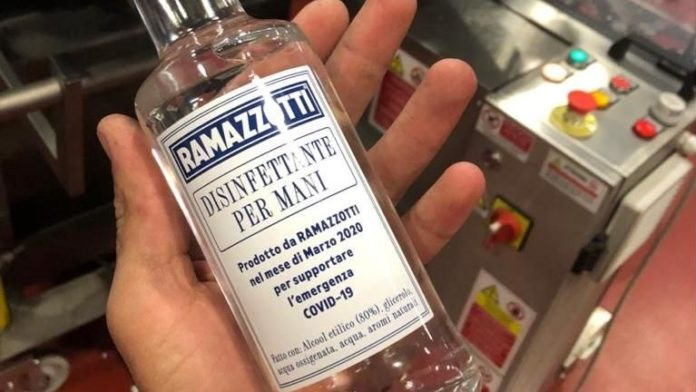 RAMAZZOTTI
DISINFETTANTE
PER MANI
Prodotto da RAMAZZOTTI
nel mese di Marzo 2020
per supportare
l'emergenza
COVID-19
Fatto con: Alcool etilico (80%), glicerolo,
acqua ossigenata, acqua, aromi naturali